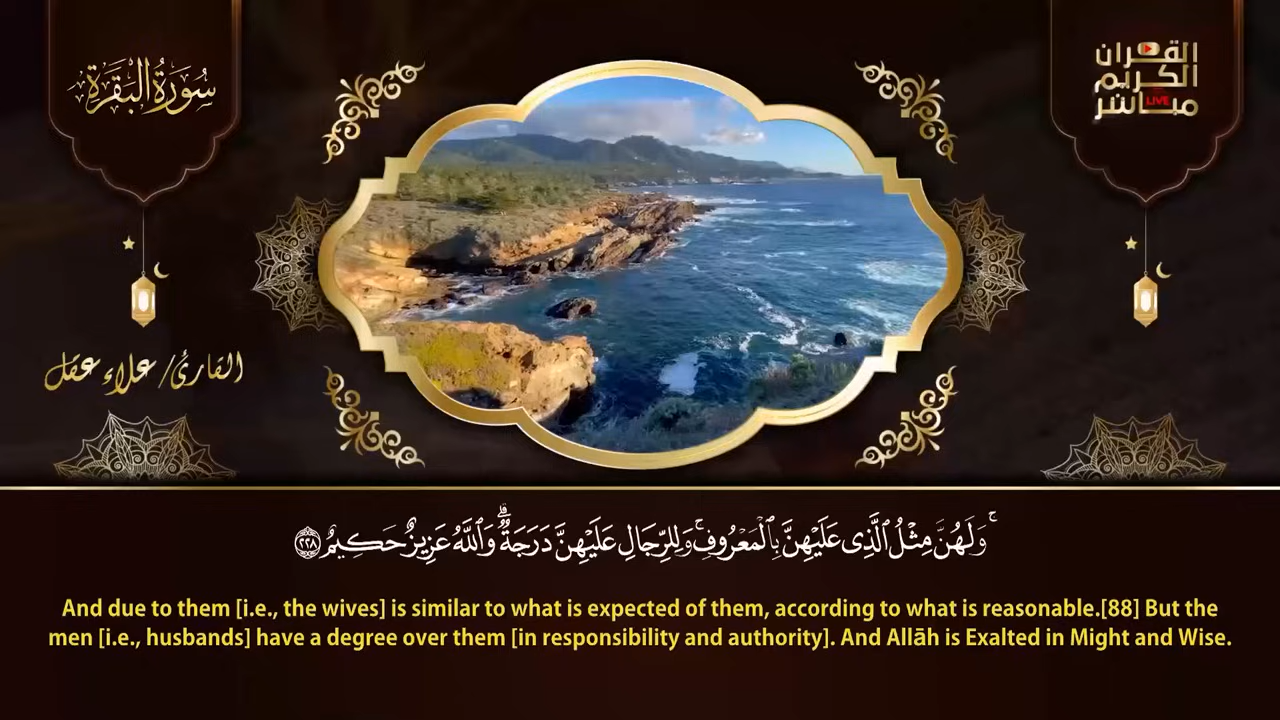 سُورَةُ البَقَرَةِ
القرآن
الكريم
مباشر
LIVE
القارئ/ علاء عقل
وَلَهُنَّ مِثْلُ ٱلَّذِى عَلَيْهِنَّ بِٱلْمَعْرُوفِ ۚ وَلِلرِّجَالِ عَلَيْهِنَّ دَرَجَةٌ ۗ وَٱللَّهُ عَزِيزٌ حَكِيمٌ ٢٢٨
And due to them [i.e., the wives] is similar to what is expected of them, according to what is reasonable.[88] But the
men [i.e., husbands] have a degree over them [in responsibility and authority]. And Allāh is Exalted in Might and Wise.